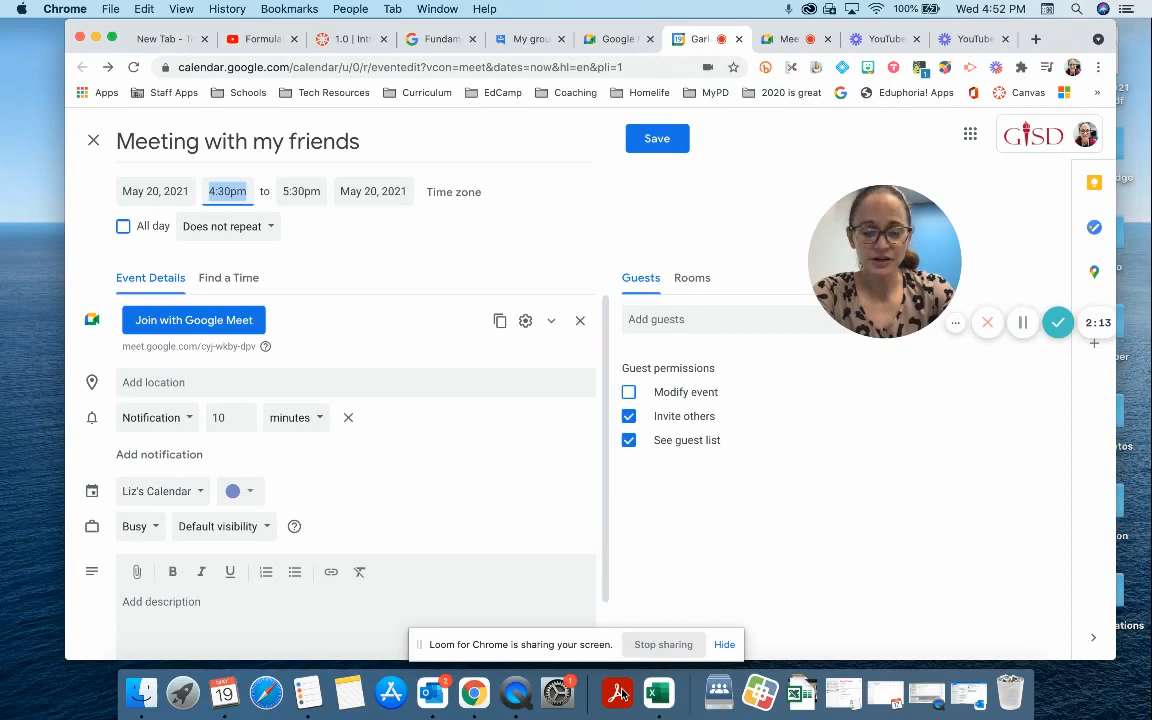 Chrome File Edit View History Bookmarks People Tab Window Help 100% Wed 4:52 PM
New Tab - Tr Formula 1.0 | Int Funda My grou Google M Garl Mee YouTube YouTube
calendar.google.com/calendar/u/0/r/eventedit?vcon=meet&dates=now&hl=en&pli=1
Apps Staff Apps Schools Tech Resources Curriculum EdCamp Coaching Homelife MyPD 2020 is great Eduphoria! Apps Canvas »
Meeting with my friends
Save
GISD
May 20, 2021 4:30pm to 5:30pm May 20, 2021 Time zone
All day Does not repeat
Event Details Find a Time
Guests Rooms
Join with Google Meet
Add guests
2:13
meet.google.com/cyj-wkby-dpv
Guest permissions
Add location
Modify event
Notification 10 minutes
Invite others
See guest list
Add notification
Liz's Calendar
Busy Default visibility
Add description
Loom for Chrome is sharing your screen. Stop sharing Hide